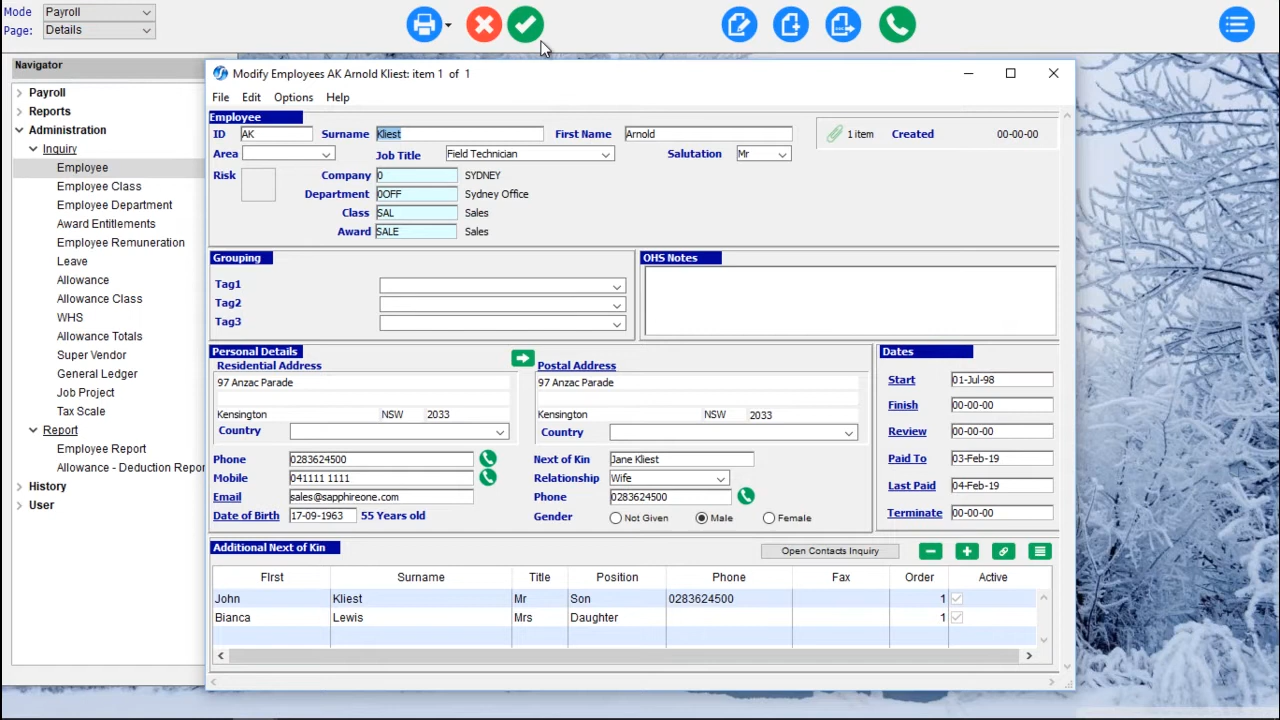 Mode Payroll
Page: Details
Navigator
Payroll
Reports
Administration
Inquiry
Employee
Employee Class
Employee Department
Award Entitlements
Employee Remuneration
Leave
Allowance
Allowance Class
WHS
Allowance Totals
Super Vendor
General Ledger
Job Project
Tax Scale
Report
Employee Report
Allowance - Deduction Repor
History
User
Modify Employees AK Arnold Kliest: item 1 of 1
File Edit Options Help
Employee
ID AK Surname Kliest First Name Arnold 1 item Created 00-00-00
Area Job Title Field Technician Salutation Mr
Risk Company 0 SYDNEY
Department 0OFF Sydney Office
Class SAL Sales
Award SALE Sales
Grouping OHS Notes
Tag1
Tag2
Tag3
Personal Details Dates
Residential Address Postal Address
97 Anzac Parade 97 Anzac Parade Start 01-Jul-98
Kensington NSW 2033 Kensington NSW 2033 Finish 00-00-00
Country Country Review 00-00-00
Phone 0283624500 Next of Kin Jane Kliest Paid To 03-Feb-19
Mobile 041111 1111 Relationship Wife Last Paid 04-Feb-19
Email sales@sapphireone.com Phone 0283624500
Date of Birth 17-09-1963 55 Years old Gender Not Given Male Female Terminate 00-00-00
Additional Next of Kin Open Contacts Inquiry
First Surname Title Position Phone Fax Order Active
John Kliest Mr Son 0283624500 1
Bianca Lewis Mrs Daughter 1